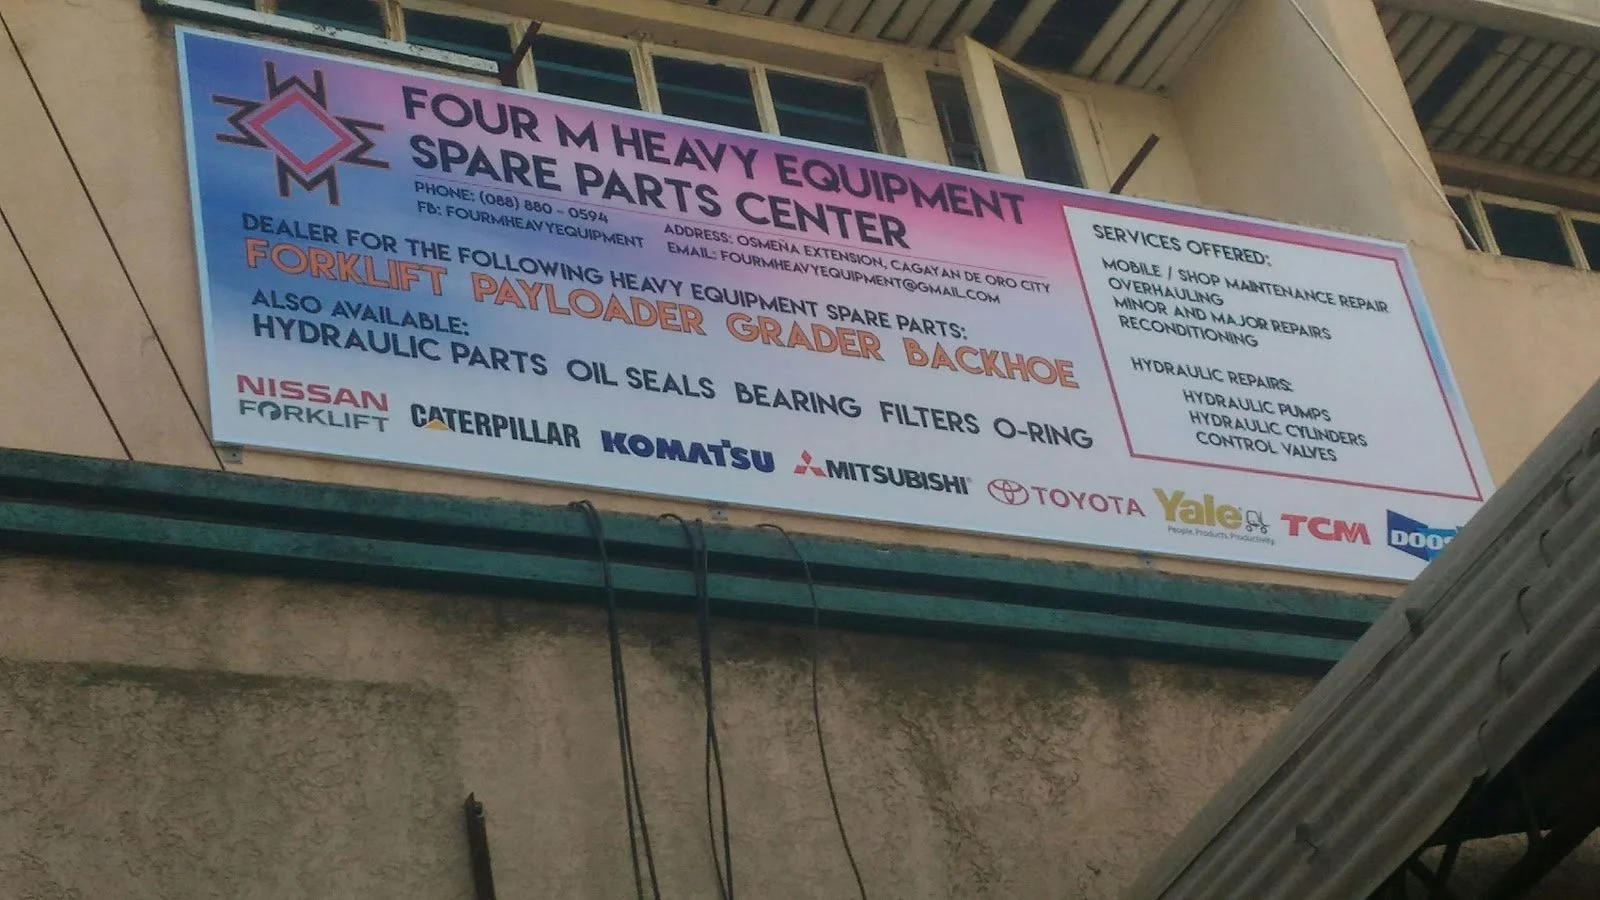 FOUR M HEAVY EQUIPMENT
SPARE PARTS CENTER
PHONE: (088) 880 - 0594
FB: FOURMHEAVYEQUIPMENT
ADDRESS: OSMEÑA EXTENSION, CAGAYAN DE ORO CITY
EMAIL: FOURMHEAVYEQUIPMENT@GMAIL.COM
DEALER FOR THE FOLLOWING HEAVY EQUIPMENT SPARE PARTS:
FORKLIFT PAYLOADER GRADER BACKHOE
ALSO AVAILABLE:
HYDRAULIC PARTS OIL SEALS BEARING FILTERS O-RING
SERVICES OFFERED:
MOBILE / SHOP MAINTENANCE REPAIR
OVERHAULING
MINOR AND MAJOR REPAIRS
RECONDITIONING
HYDRAULIC REPAIRS:
HYDRAULIC PUMPS
HYDRAULIC CYLINDERS
CONTROL VALVES
NISSAN
FORKLIFT
CATERPILLAR
KOMATSU
MITSUBISHI
TOYOTA
Yale
People. Products. Productivity.
TCM